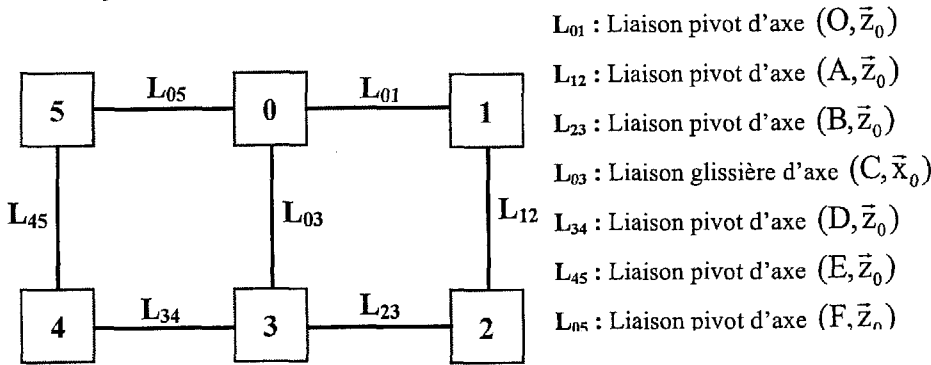 L01 : Liaison pivot d'axe (O, z⃗0)
L12 : Liaison pivot d'axe (A, z⃗0)
L23 : Liaison pivot d'axe (B, z⃗0)
L03 : Liaison glissière d'axe (C, x⃗0)
L34 : Liaison pivot d'axe (D, z⃗0)
L45 : Liaison pivot d'axe (E, z⃗0)
L05 : Liaison pivot d'axe (F, z⃗0)
5 L05 0 L01 1
L45 L03 L12
4 L34 3 L23 2